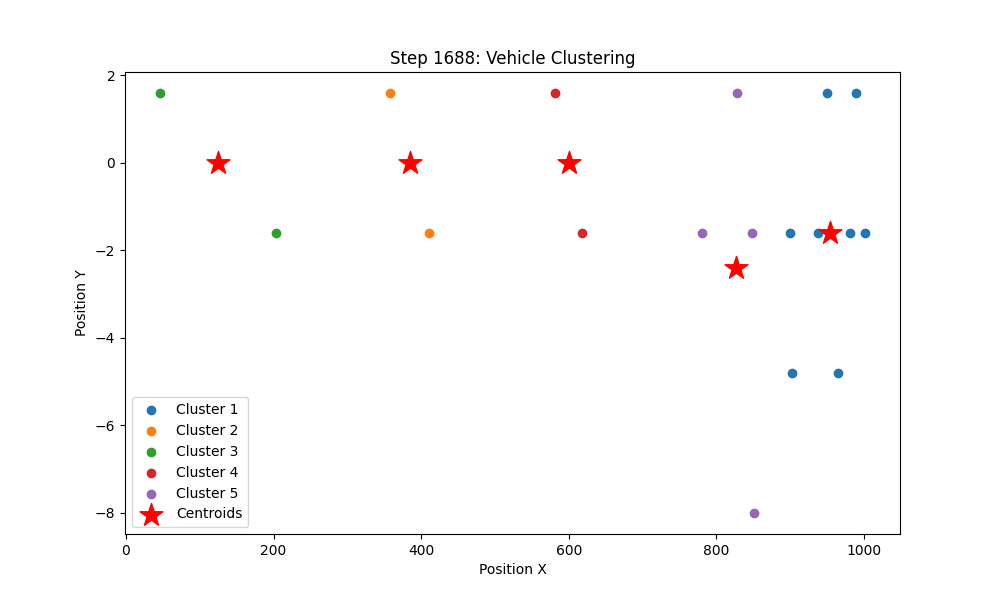 Step 1688: Vehicle Clustering
Position Y
2
0
−2
−4
−6
−8
Cluster 1
Cluster 2
Cluster 3
Cluster 4
Cluster 5
Centroids
0 200 400 600 800 1000
Position X